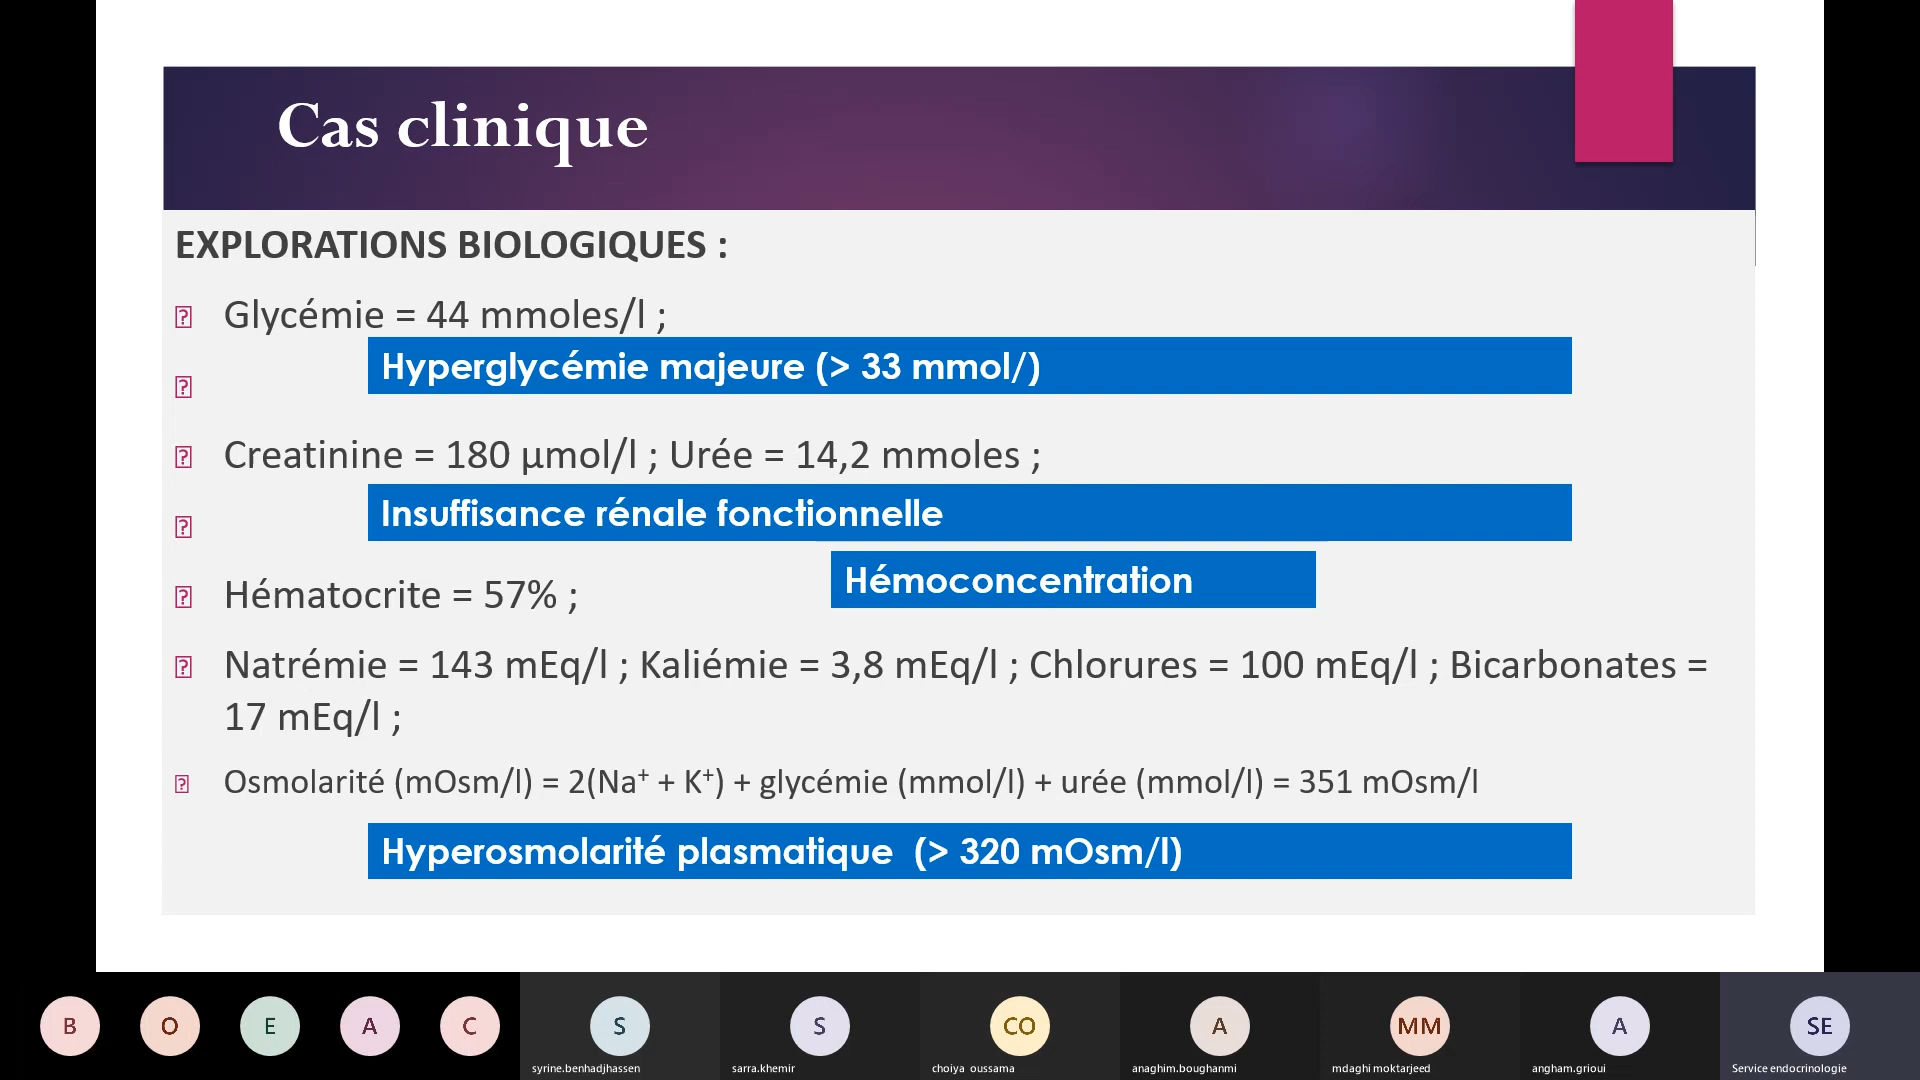 Cas clinique
EXPLORATIONS BIOLOGIQUES :
Glycémie = 44 mmoles/l ;
Hyperglycémie majeure (> 33 mmol/)
Creatinine = 180 µmol/l ; Urée = 14,2 mmoles ;
Insuffisance rénale fonctionnelle
Hémoconcentration
Hématocrite = 57% ;
Natrémie = 143 mEq/l ; Kaliémie = 3,8 mEq/l ; Chlorures = 100 mEq/l ; Bicarbonates =
17 mEq/l ;
Osmolarité (mOsm/l) = 2(Na⁺ + K⁺) + glycémie (mmol/l) + urée (mmol/l) = 351 mOsm/l
Hyperosmolarité plasmatique (> 320 mOsm/l)
B O E A C S S CO A MM A SE
syrine.benhadjhassen sarra.khemir choiya oussama anaghim.boughanmi mdaghi moktarjeed angham.grioui Service endocrinologie